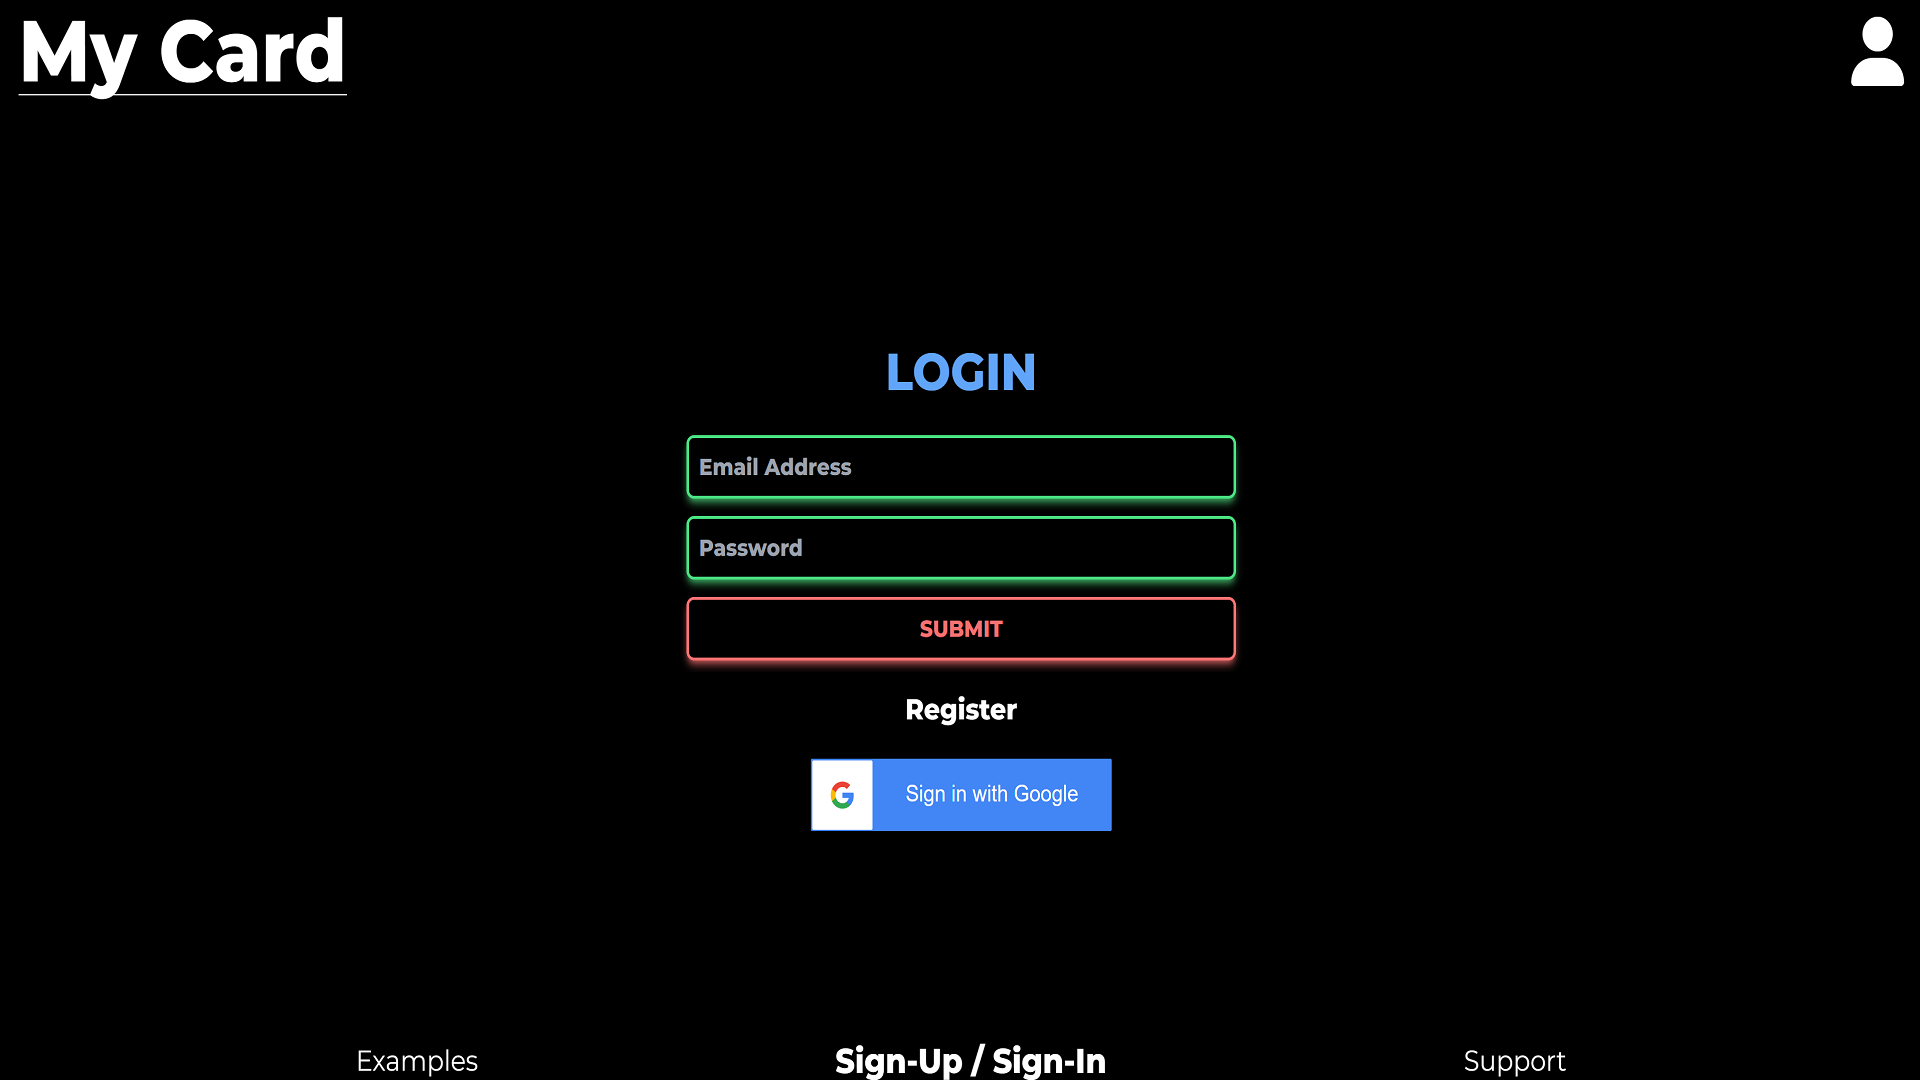 My Card
LOGIN
Email Address
Password
SUBMIT
Register
Sign in with Google
Examples
Sign-Up / Sign-In
Support